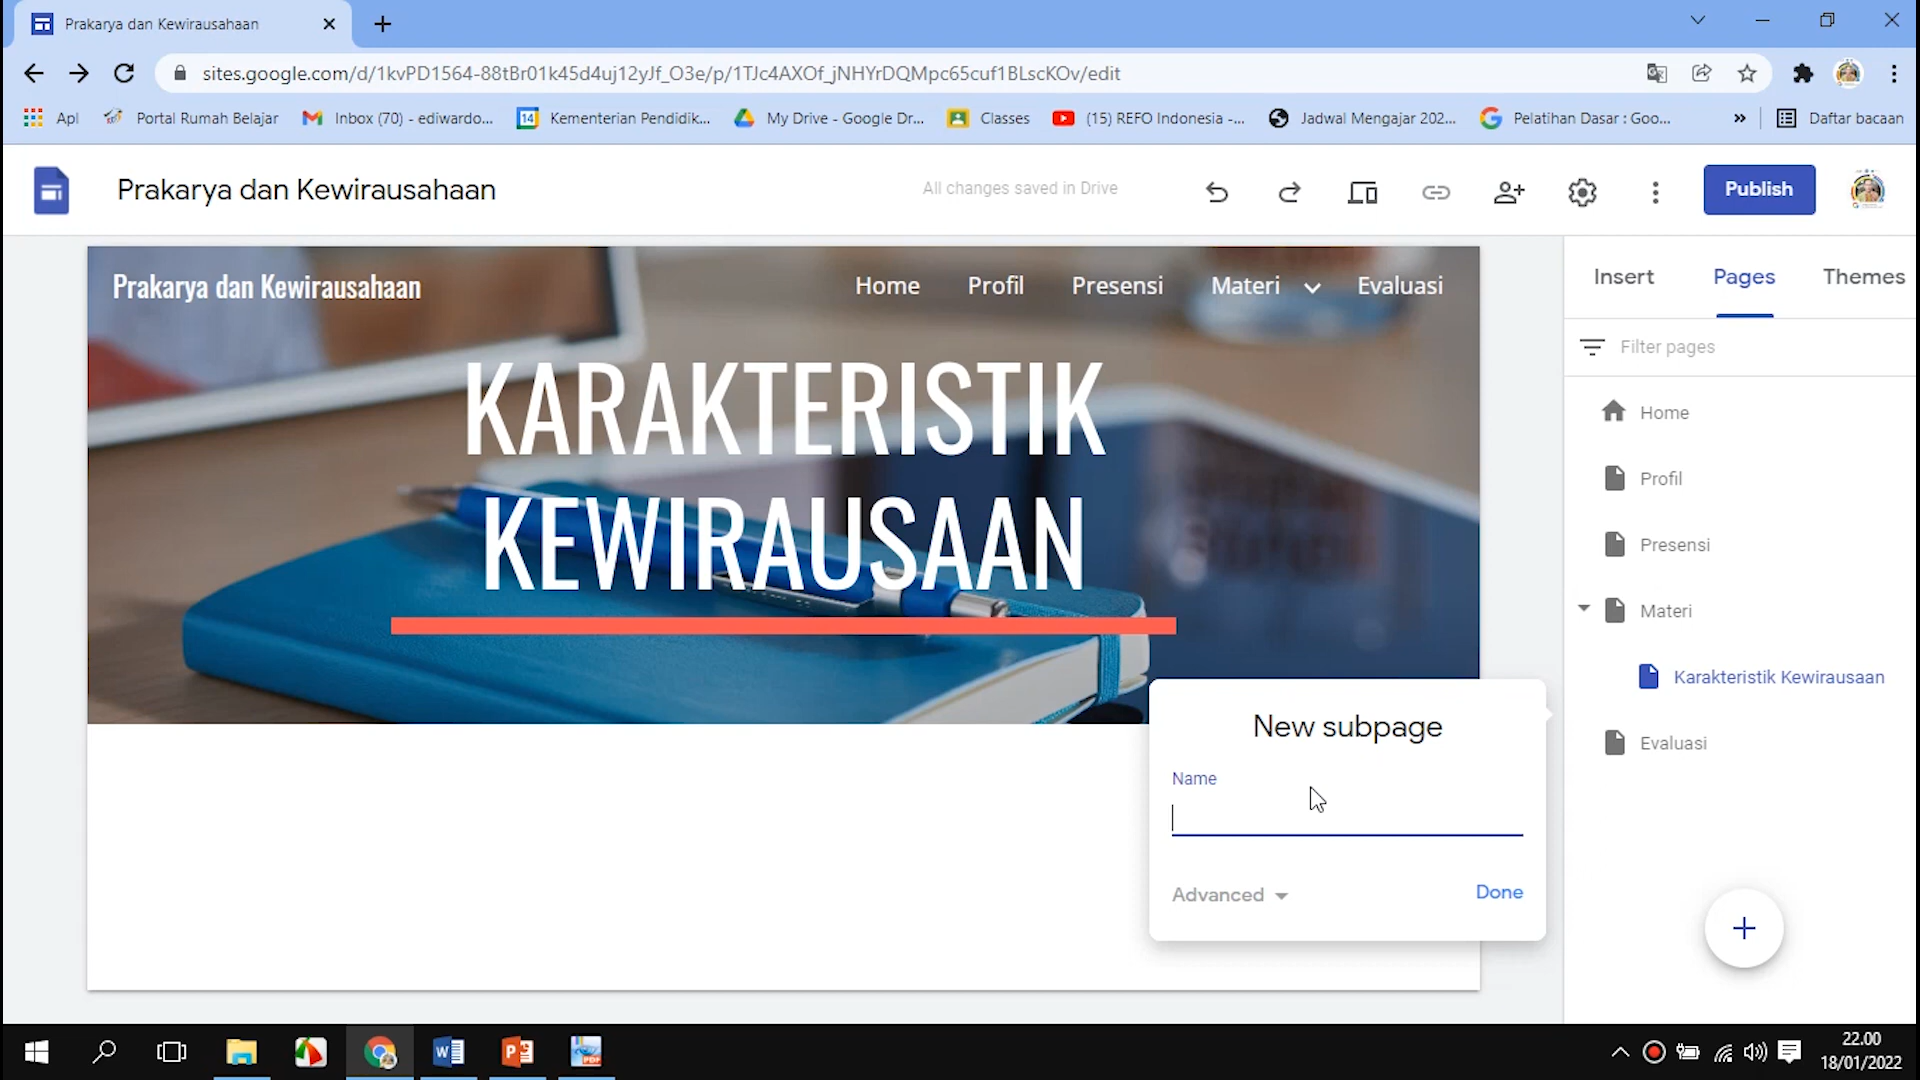 Prakarya dan Kewirausahaan
sites.google.com/d/1kvPD1564-88tBr01k45d4uj12yJf_O3e/p/1TJc4AXOf_jNHYrDQMpc65cuf1BLscKOv/edit
Apl Portal Rumah Belajar Inbox (70) - ediwardo... 14 Kementerian Pendidik... My Drive - Google Dr... Classes (15) REFO Indonesia -... Jadwal Mengajar 202... Pelatihan Dasar : Goo... » Daftar bacaan
Prakarya dan Kewirausahaan
All changes saved in Drive
Publish
Prakarya dan Kewirausahaan
Home Profil Presensi Materi Evaluasi
KARAKTERISTIK
KEWIRAUSAAN
Insert Pages Themes
Filter pages
Home
Profil
Presensi
Materi
Karakteristik Kewirausaan
Evaluasi
New subpage
Name
Advanced
Done
22.00
18/01/2022